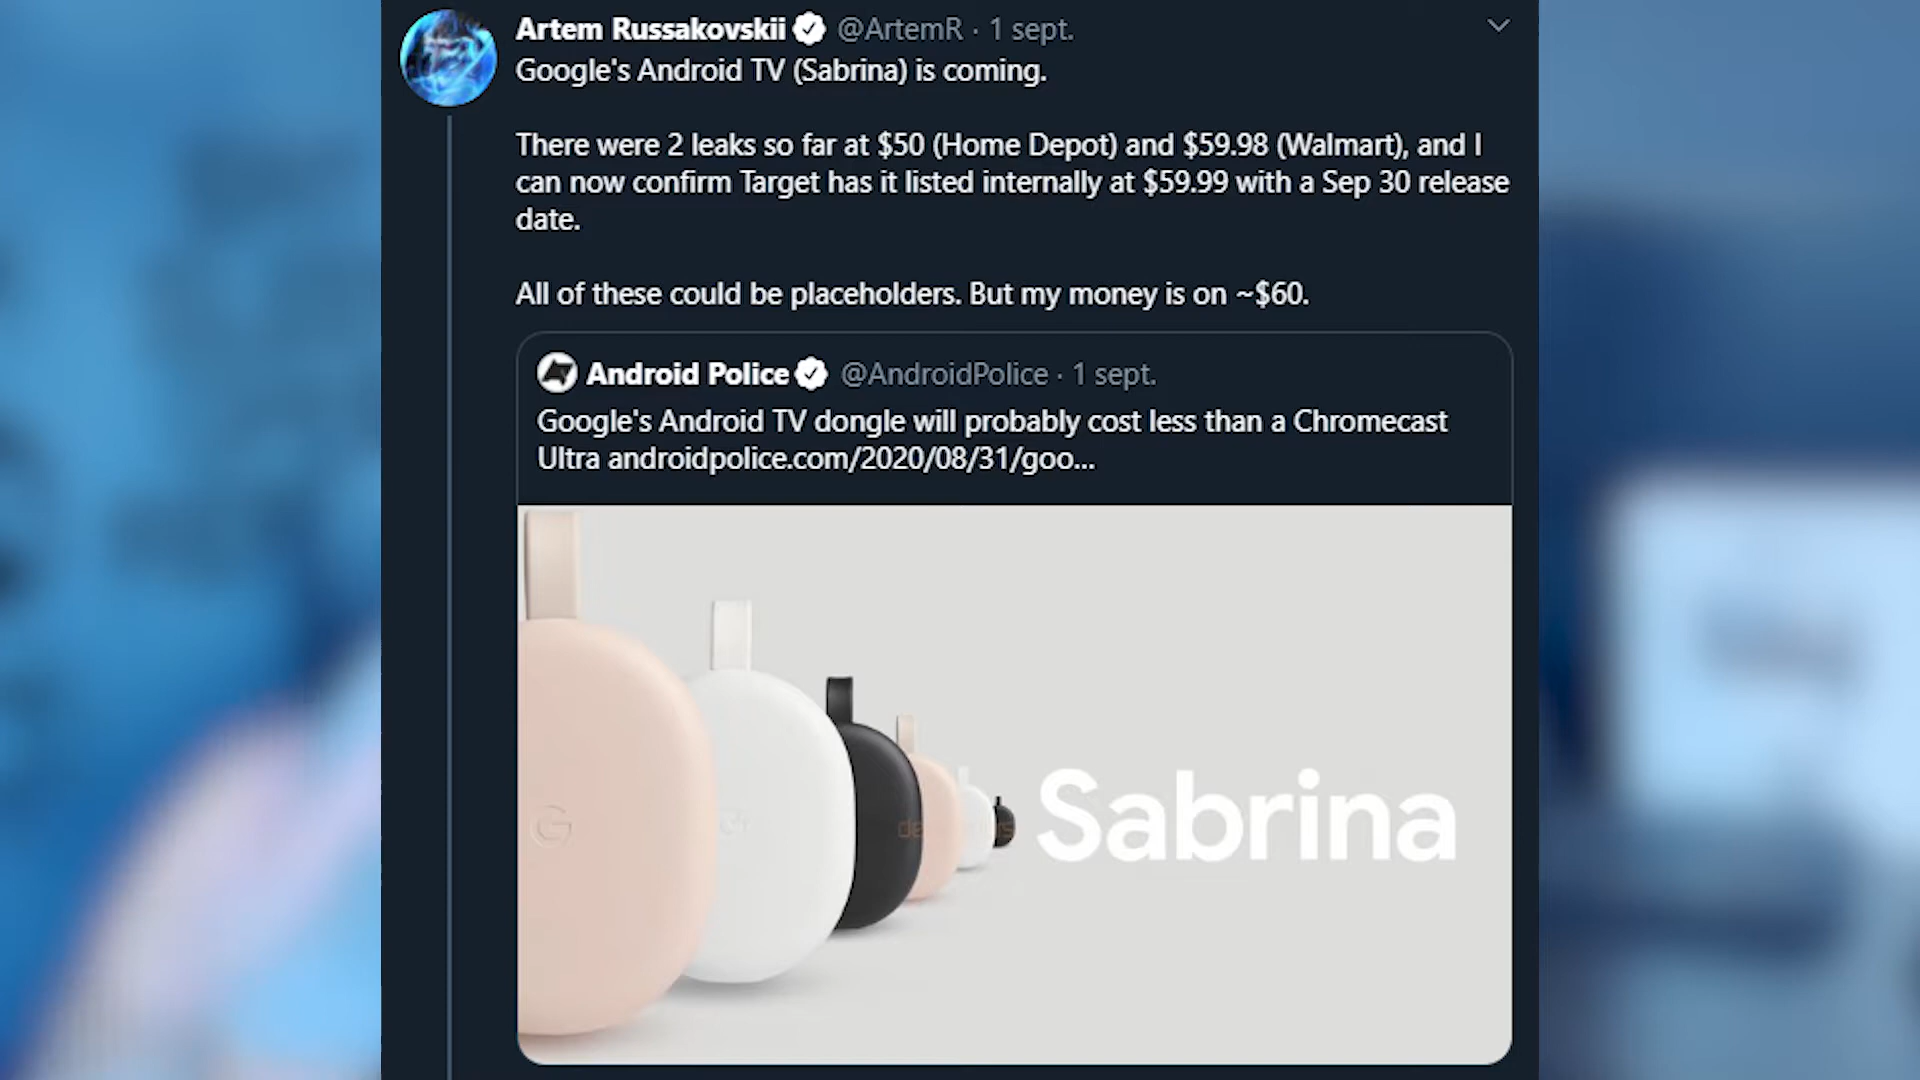 Artem Russakovskii @ArtemR · 1 sept.
Google's Android TV (Sabrina) is coming.
There were 2 leaks so far at $50 (Home Depot) and $59.98 (Walmart), and I
can now confirm Target has it listed internally at $59.99 with a Sep 30 release
date.
All of these could be placeholders. But my money is on ~$60.
Android Police @AndroidPolice · 1 sept.
Google's Android TV dongle will probably cost less than a Chromecast
Ultra androidpolice.com/2020/08/31/goo...
G
G
Sabrina